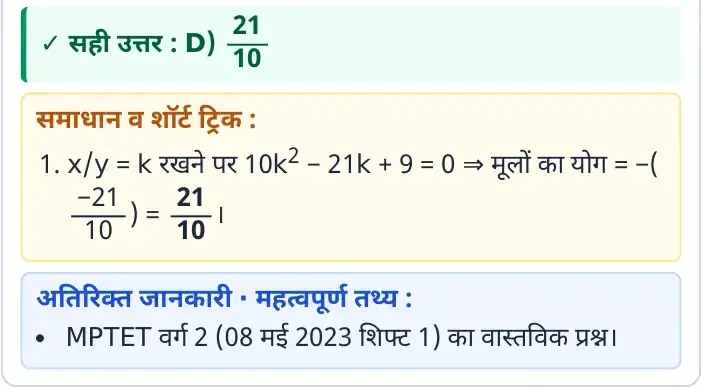 ✓ सही उत्तर : D) 21/10
समाधान व शॉर्ट ट्रिक :
1. x/y = k रखने पर 10k² − 21k + 9 = 0 ⇒ मूलों का योग = −(
−21/10) = 21/10।
अतिरिक्त जानकारी · महत्वपूर्ण तथ्य :
• MPTET वर्ग 2 (08 मई 2023 शिफ्ट 1) का वास्तविक प्रश्न।